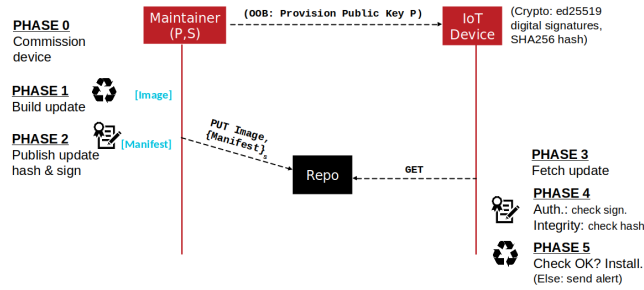 PHASE 0
Commission
device
Maintainer
(P,S)
(OOB: Provision Public Key P)
IoT
Device
(Crypto: ed25519
digital signatures,
SHA256 hash)
PHASE 1
Build update
[Image]
PHASE 2
Publish update
hash & sign
[Manifest]
PUT Image,
{Manifest}s
Repo
GET
PHASE 3
Fetch update
PHASE 4
Auth.: check sign.
Integrity: check hash
PHASE 5
Check OK? Install.
(Else: send alert)